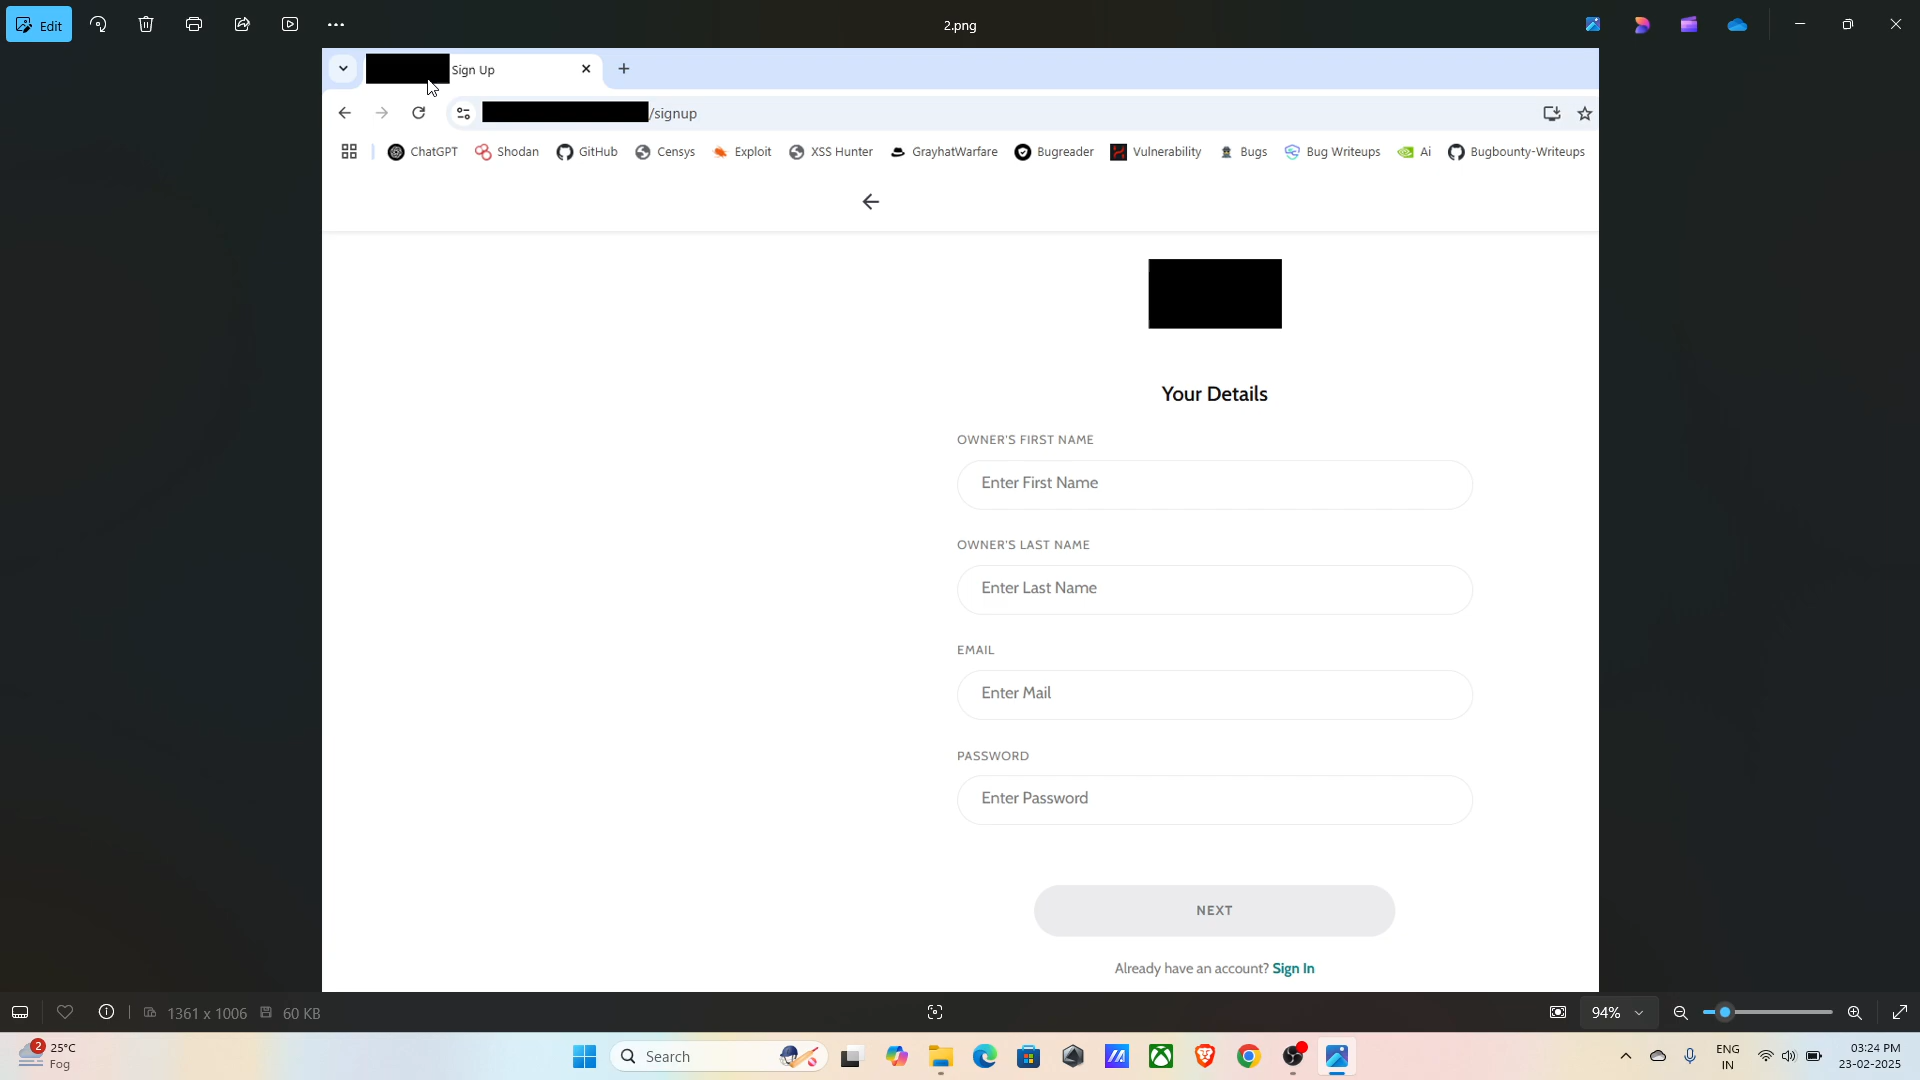 Edit
2.png
Sign Up
/signup
ChatGPT
Shodan
GitHub
Censys
Exploit
XSS Hunter
GrayhatWarfare
Bugreader
Vulnerability
Bugs
Bug Writeups
Ai
Bugbounty-Writeups
Your Details
OWNER'S FIRST NAME
Enter First Name
OWNER'S LAST NAME
Enter Last Name
EMAIL
Enter Mail
PASSWORD
Enter Password
NEXT
Already have an account? Sign In
1361 x 1006
60 KB
94%
2
25°C
Fog
Search
ENG
IN
03:24 PM
23-02-2025